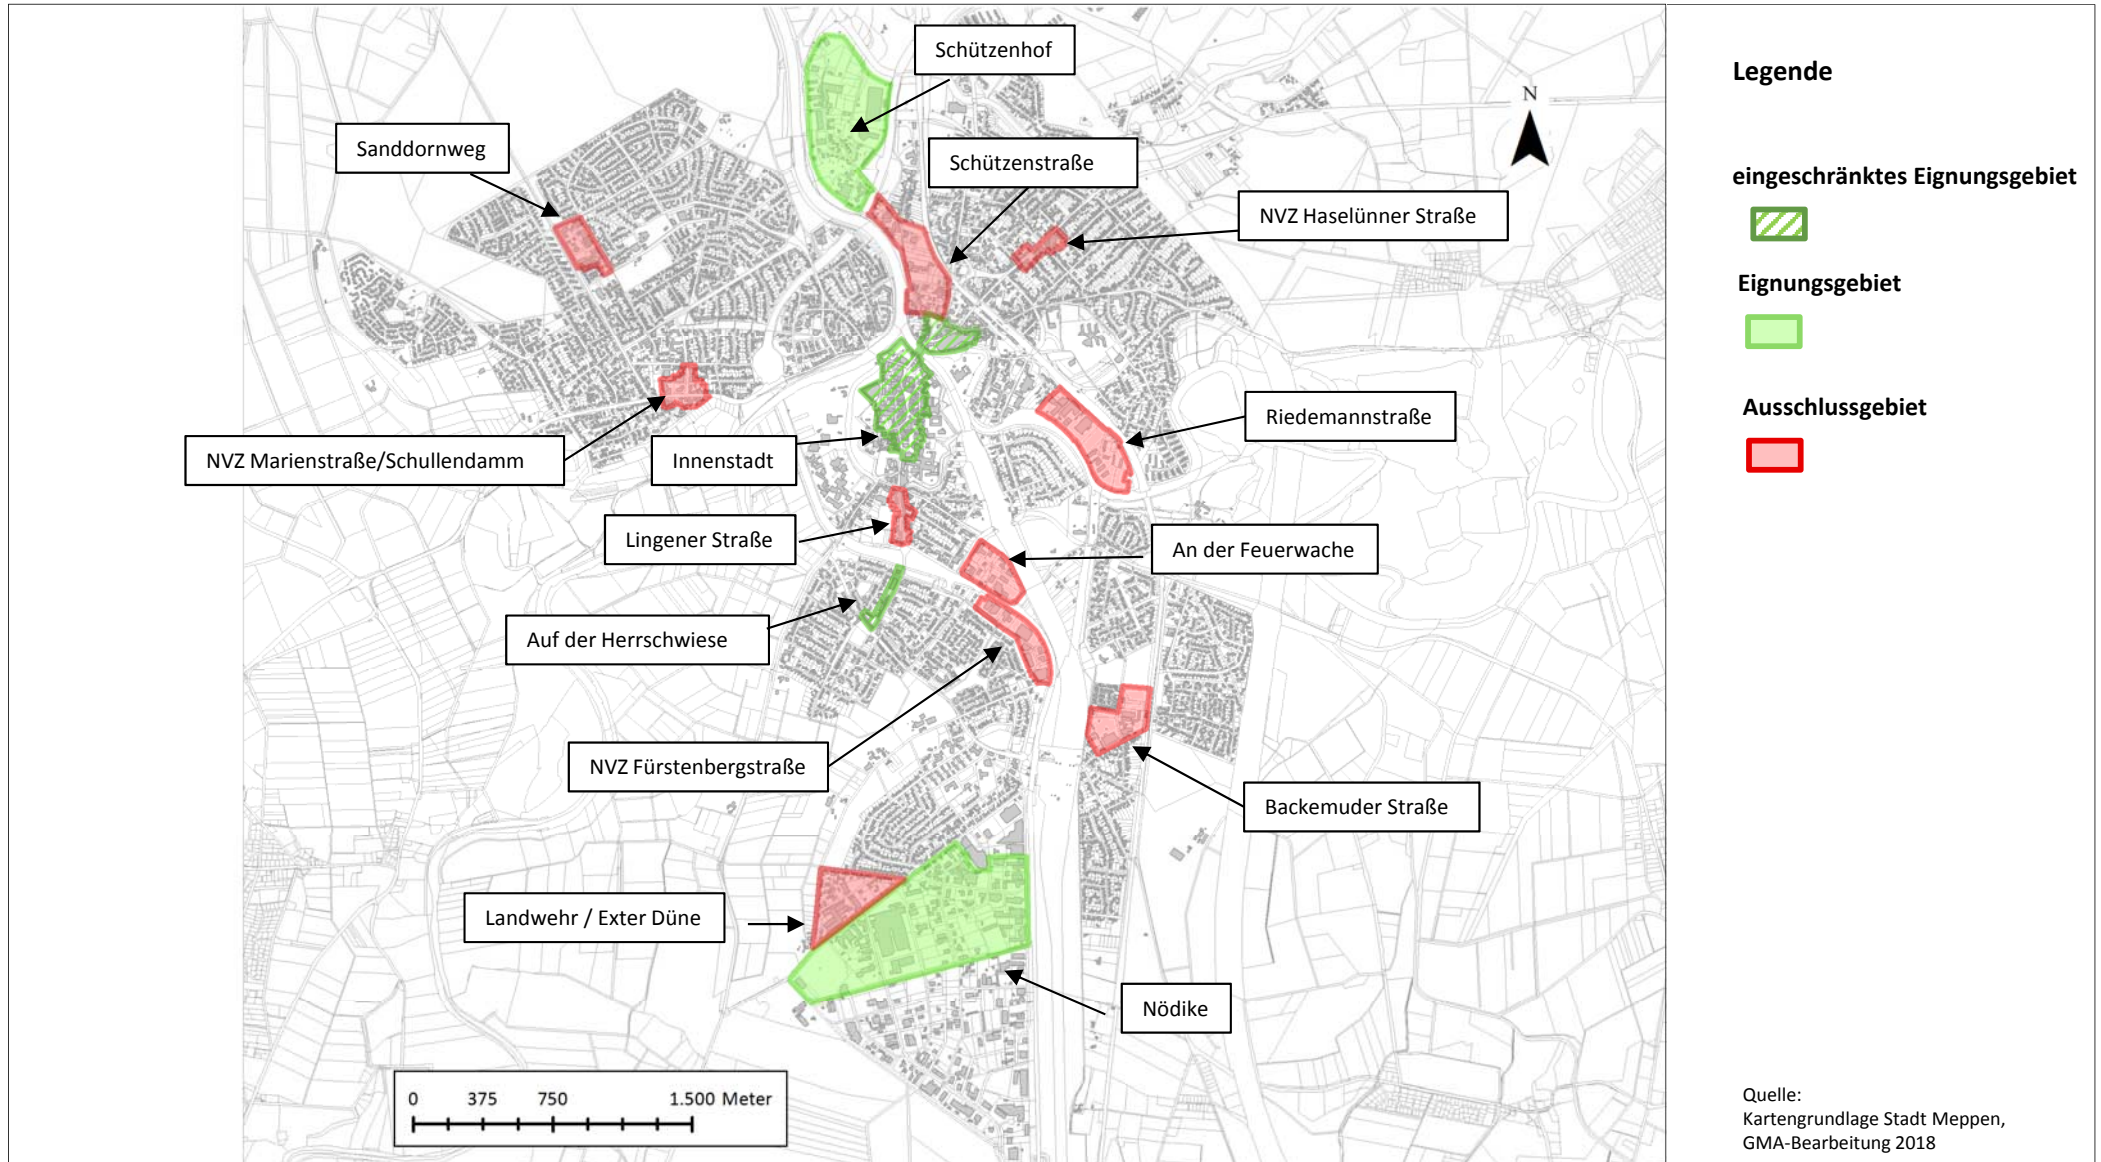 Schützenhof
Sanddornweg
Schützenstraße
NVZ Haselünner Straße
Riedemannstraße
NVZ Marienstraße/Schullendamm
Innenstadt
Lingener Straße
An der Feuerwache
Auf der Herrschwiese
NVZ Fürstenbergstraße
Backemuder Straße
Landwehr / Exter Düne
Nödike
0 375 750 1.500 Meter
N
Legende
eingeschränktes Eignungsgebiet
Eignungsgebiet
Ausschlussgebiet
Quelle:
Kartengrundlage Stadt Meppen,
GMA-Bearbeitung 2018